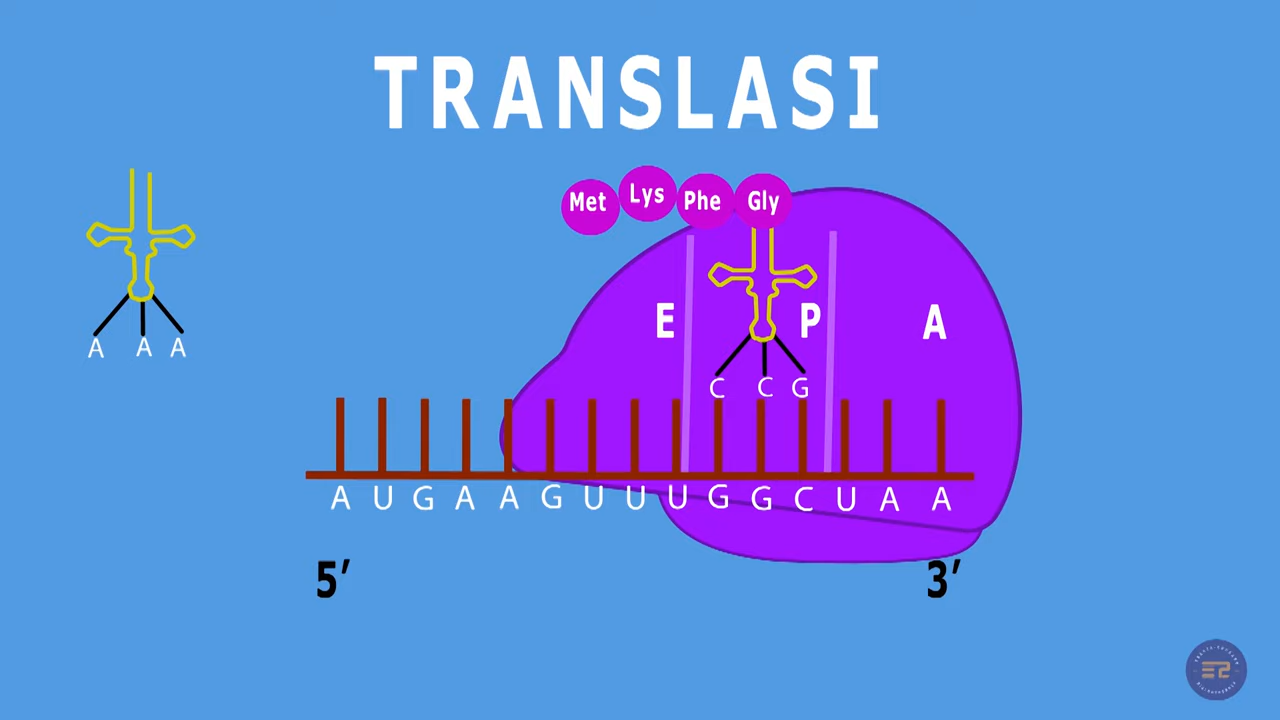 TRANSLASI
Met Lys Phe Gly
E P A
A A A
C C G
A U G A A G U U U G G C U A A
5' 3'